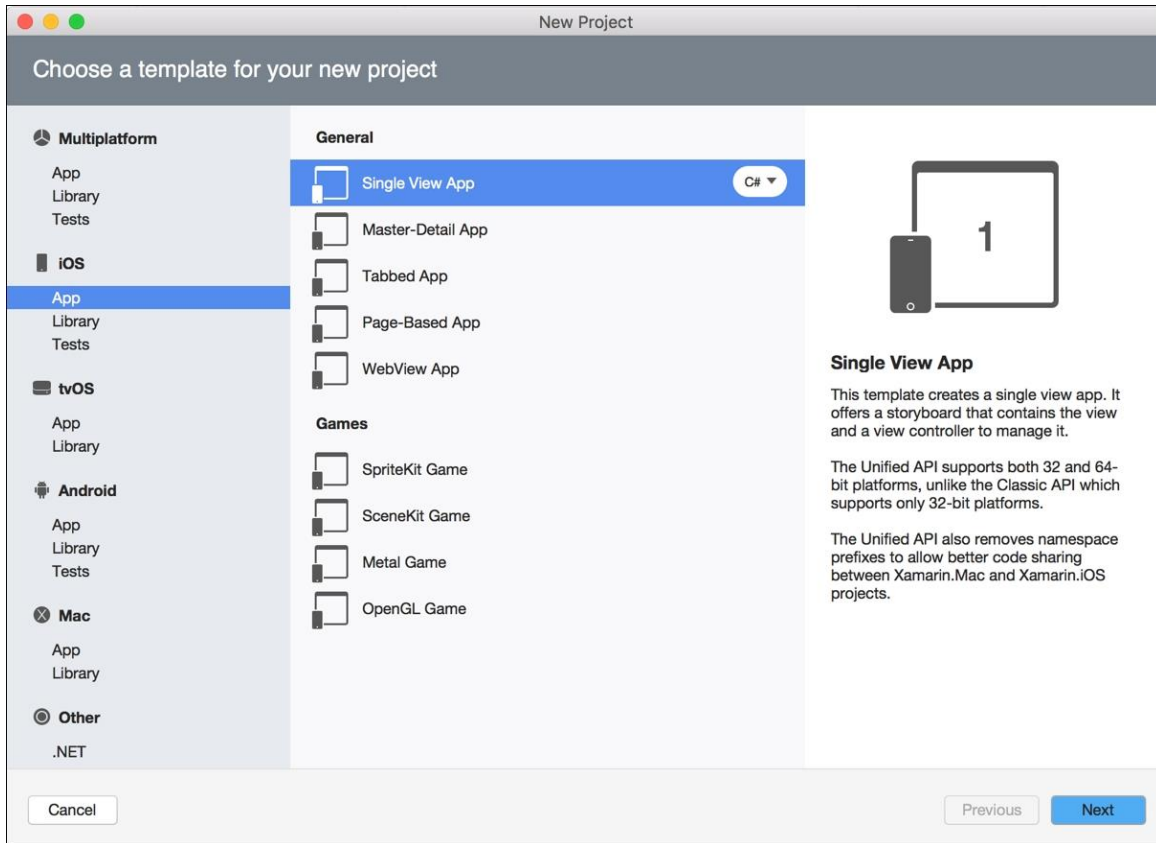 New Project
Choose a template for your new project
Multiplatform
App
Library
Tests
iOS
App
Library
Tests
tvOS
App
Library
Android
App
Library
Tests
Mac
App
Library
Other
.NET
General
Single View App
C#
Master-Detail App
Tabbed App
Page-Based App
WebView App
Games
SpriteKit Game
SceneKit Game
Metal Game
OpenGL Game
1
Single View App
This template creates a single view app. It
offers a storyboard that contains the view
and a view controller to manage it.
The Unified API supports both 32 and 64-
bit platforms, unlike the Classic API which
supports only 32-bit platforms.
The Unified API also removes namespace
prefixes to allow better code sharing
between Xamarin.Mac and Xamarin.iOS
projects.
Cancel
Previous
Next